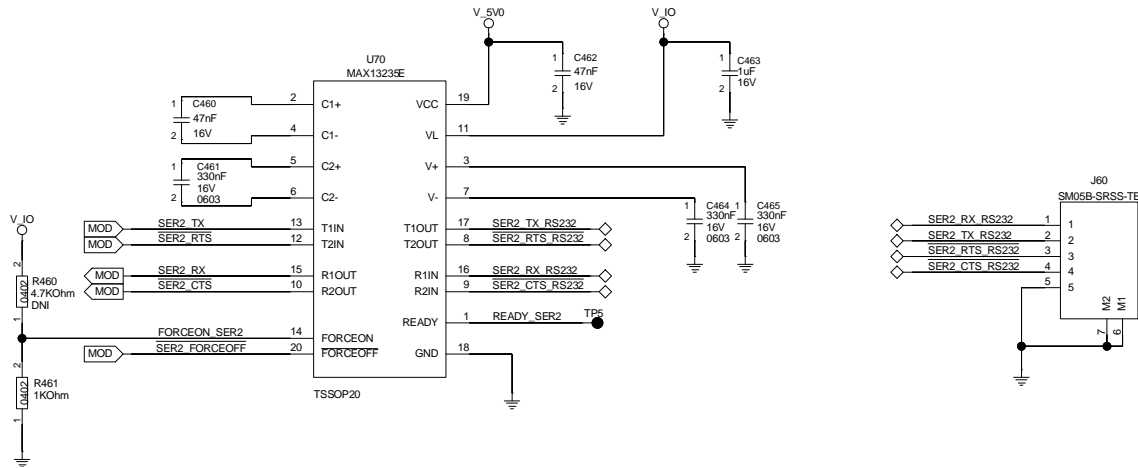 V_5V0
V_IO
U70
MAX13235E
1
C462
47nF
2
16V
1
C463
1uF
2
16V
1
C460
47nF
2
16V
2
C1+
VCC
19
4
C1-
VL
11
1
C461
330nF
16V
2
0603
5
C2+
V+
3
6
C2-
V-
7
1
C464
330nF
16V
2
0603
1
C465
330nF
16V
2
0603
V_IO
MOD
SER2_TX
13
T1IN
T1OUT
17
SER2_TX_RS232
MOD
SER2_RTS
12
T2IN
T2OUT
8
SER2_RTS_RS232
MOD
SER2_RX
15
R1OUT
R1IN
16
SER2_RX_RS232
MOD
SER2_CTS
10
R2OUT
R2IN
9
SER2_CTS_RS232
2
R460
0402
4.7KOhm
DNI
1
READY
1
READY_SER2
TP5
FORCEON_SER2
14
FORCEON
MOD
SER2_FORCEOFF
20
FORCEOFF
GND
18
2
R461
0402
1KOhm
1
TSSOP20
J60
SM05B-SRSS-TB
SER2_RX_RS232
1
1
SER2_TX_RS232
2
2
SER2_RTS_RS232
3
3
SER2_CTS_RS232
4
4
5
5
M2
M1
7
6